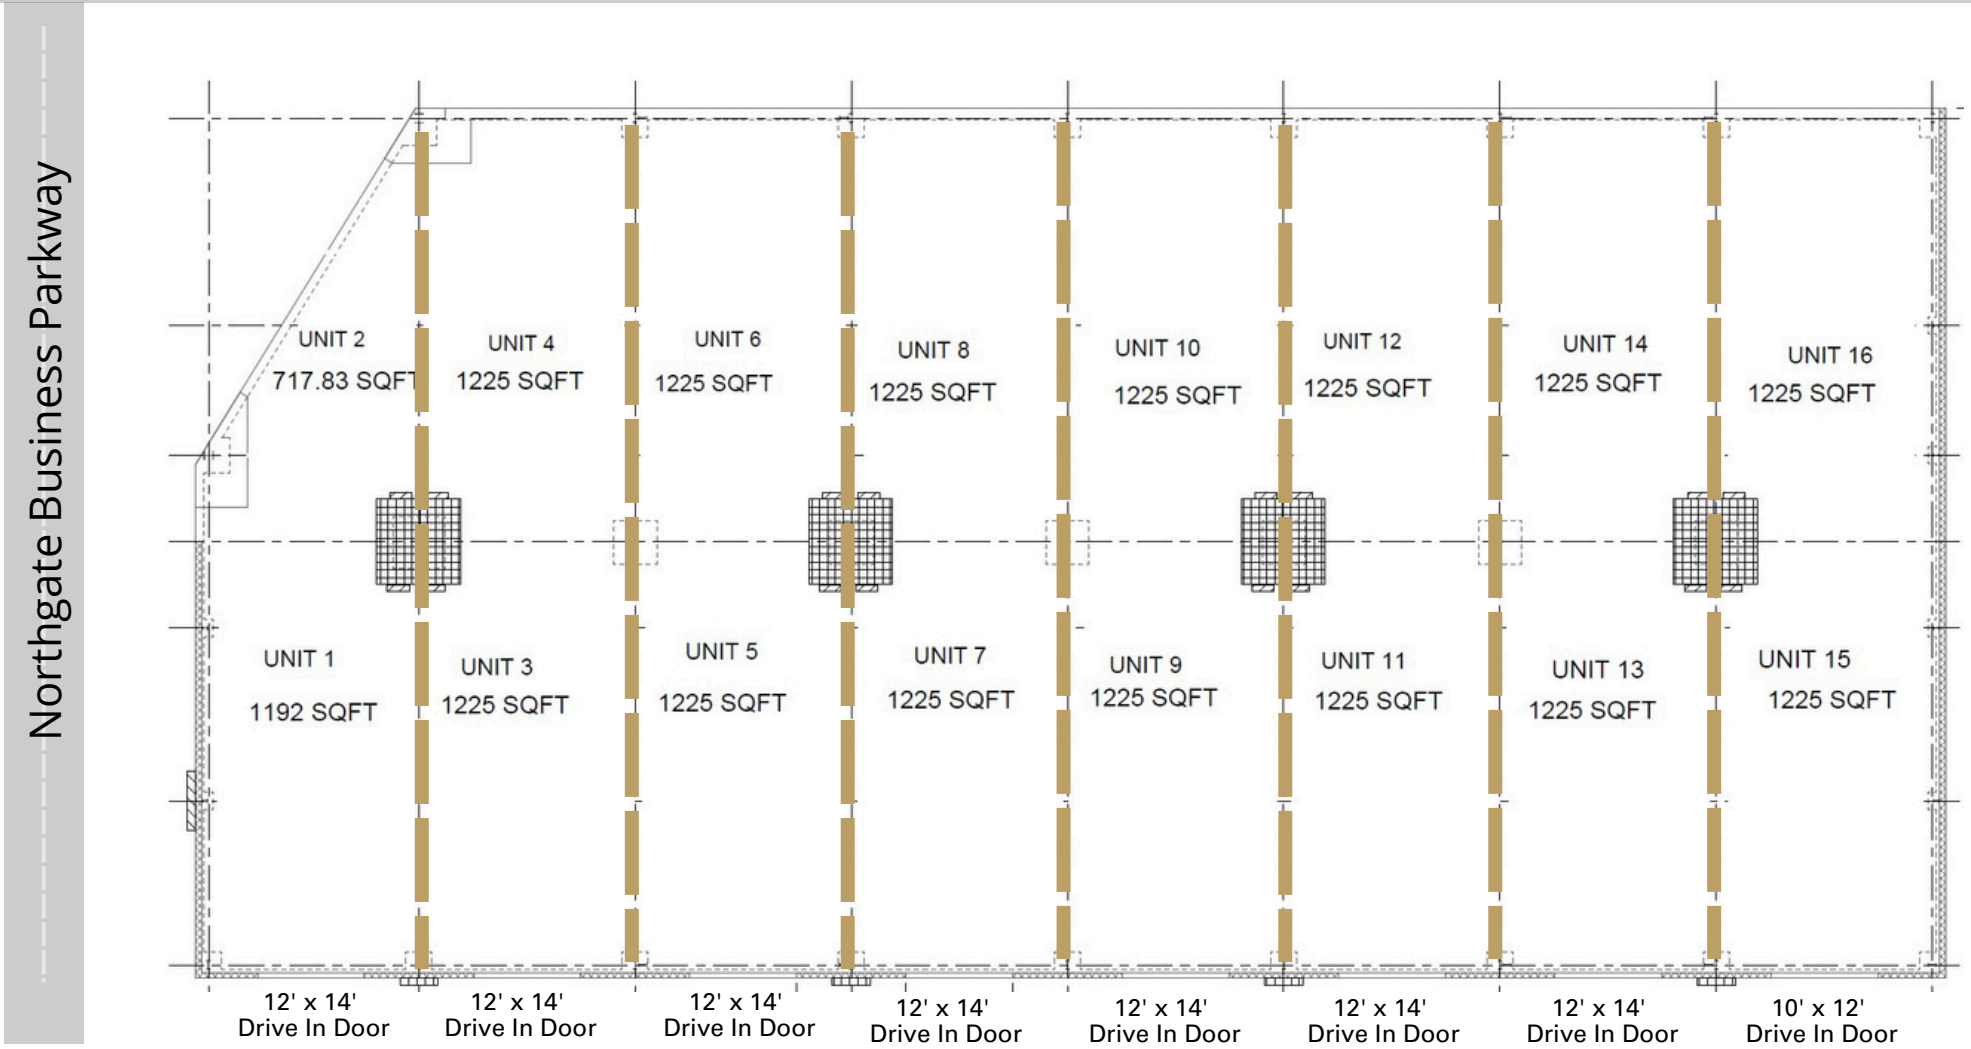 Northgate Business Parkway
UNIT 2
717.83 SQFT
UNIT 4
1225 SQFT
UNIT 6
1225 SQFT
UNIT 8
1225 SQFT
UNIT 10
1225 SQFT
UNIT 12
1225 SQFT
UNIT 14
1225 SQFT
UNIT 16
1225 SQFT
UNIT 1
1192 SQFT
UNIT 3
1225 SQFT
UNIT 5
1225 SQFT
UNIT 7
1225 SQFT
UNIT 9
1225 SQFT
UNIT 11
1225 SQFT
UNIT 13
1225 SQFT
UNIT 15
1225 SQFT
12' x 14'
Drive In Door
12' x 14'
Drive In Door
12' x 14'
Drive In Door
12' x 14'
Drive In Door
12' x 14'
Drive In Door
12' x 14'
Drive In Door
12' x 14'
Drive In Door
10' x 12'
Drive In Door